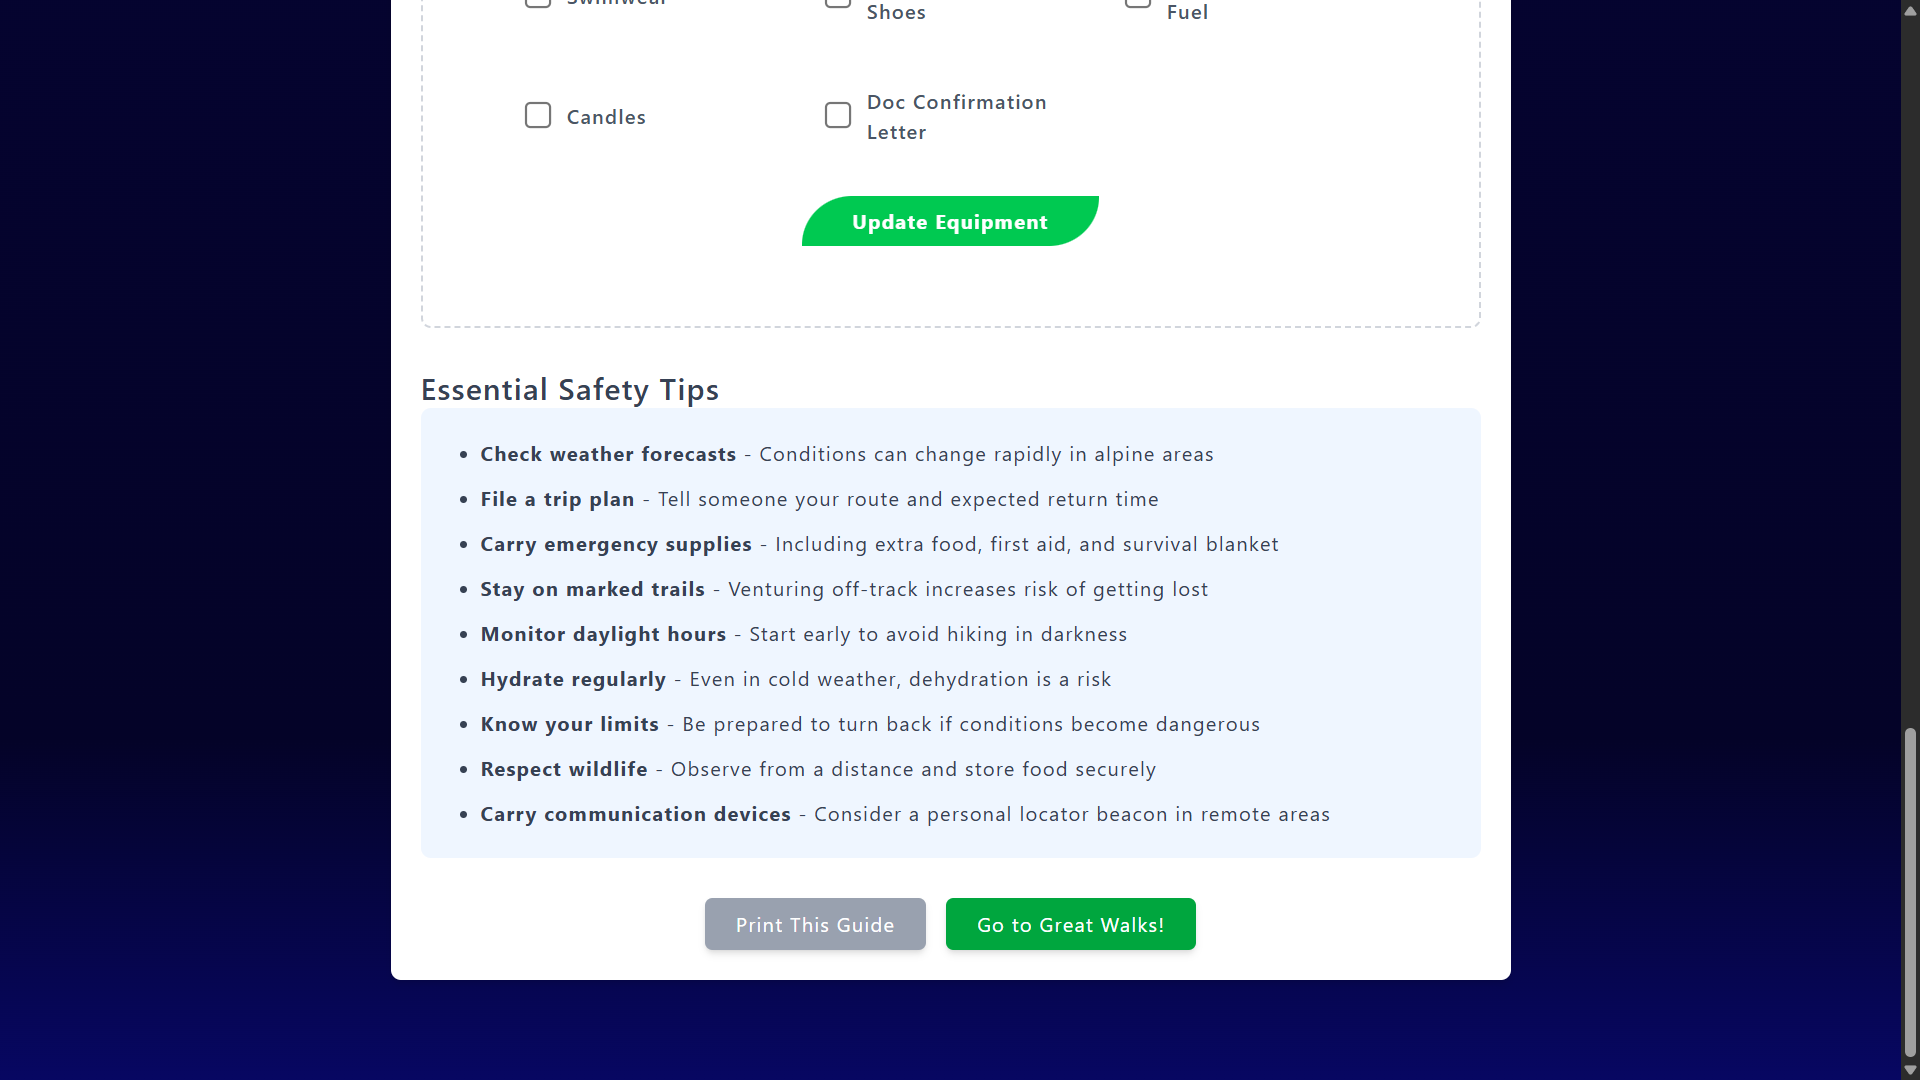 Swimwear
Shoes
Fuel
Candles
Doc Confirmation
Letter
Update Equipment
Essential Safety Tips
• Check weather forecasts - Conditions can change rapidly in alpine areas
• File a trip plan - Tell someone your route and expected return time
• Carry emergency supplies - Including extra food, first aid, and survival blanket
• Stay on marked trails - Venturing off-track increases risk of getting lost
• Monitor daylight hours - Start early to avoid hiking in darkness
• Hydrate regularly - Even in cold weather, dehydration is a risk
• Know your limits - Be prepared to turn back if conditions become dangerous
• Respect wildlife - Observe from a distance and store food securely
• Carry communication devices - Consider a personal locator beacon in remote areas
Print This Guide
Go to Great Walks!